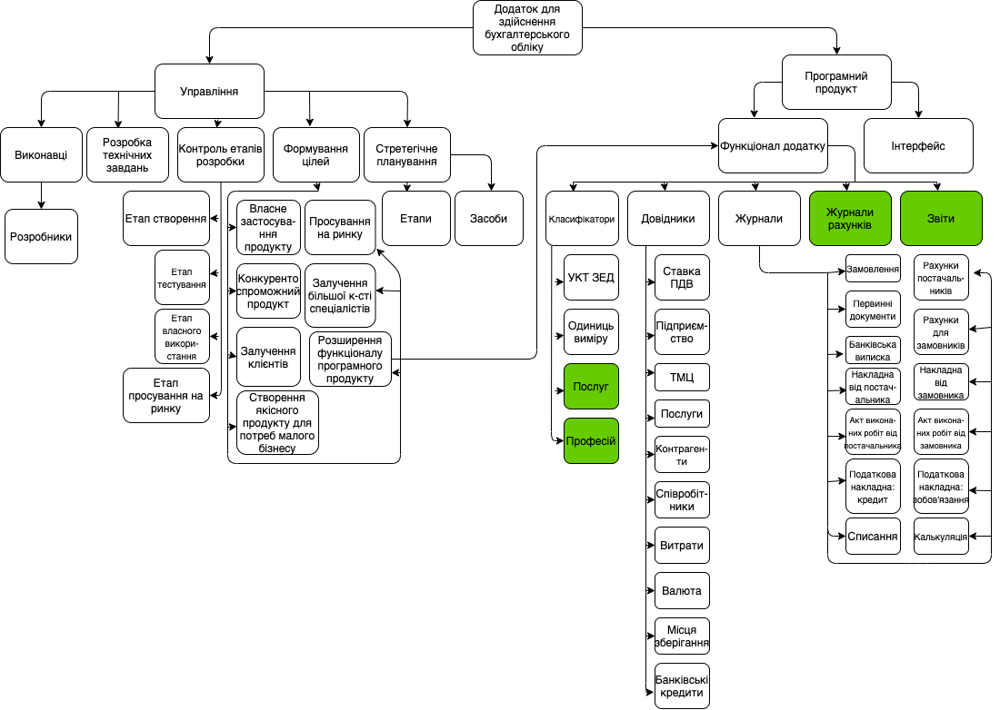 Додаток для
здійснення
бухгалтерського
обліку
Управління
Програмний
продукт
Виконавці
Розробка
технічних
завдань
Контроль етапів
розробки
Формування
цілей
Стретегічне
планування
Функціонал додатку
Інтерфейс
Розробники
Етап створення
Етап
тестування
Етап
власного
викори-
стання
Етап
просування на
ринку
Власне
застосува-
ння
продукту
Просування
на ринку
Конкуренто
спроможний
продукт
Залучення
більшої к-сті
спеціалістів
Залучення
клієнтів
Розширення
функціоналу
програмного
продукту
Створення
якісного
продукту для
потреб малого
бізнесу
Етапи
Засоби
Класифікатори
Довідники
Журнали
Журнали
рахунків
Звіти
УКТ ЗЕД
Одиниць
виміру
Послуг
Професій
Ставка
ПДВ
Підприєм-
ство
ТМЦ
Послуги
Контраген-
ти
Співробіт-
ники
Витрати
Валюта
Місця
зберігання
Банківські
кредити
Замовлення
Первинні
документи
Банківська
виписка
Накладна
від постач-
альника
Акт викона-
них робіт від
постачальника
Податкова
накладна:
кредит
Списання
Рахунки
постачаль-
ників
Рахунки
для
замовників
Накладна
від
замовника
Акт викона-
них робіт від
замовника
Податкова
накладна:
зобов'язання
Калькуляція